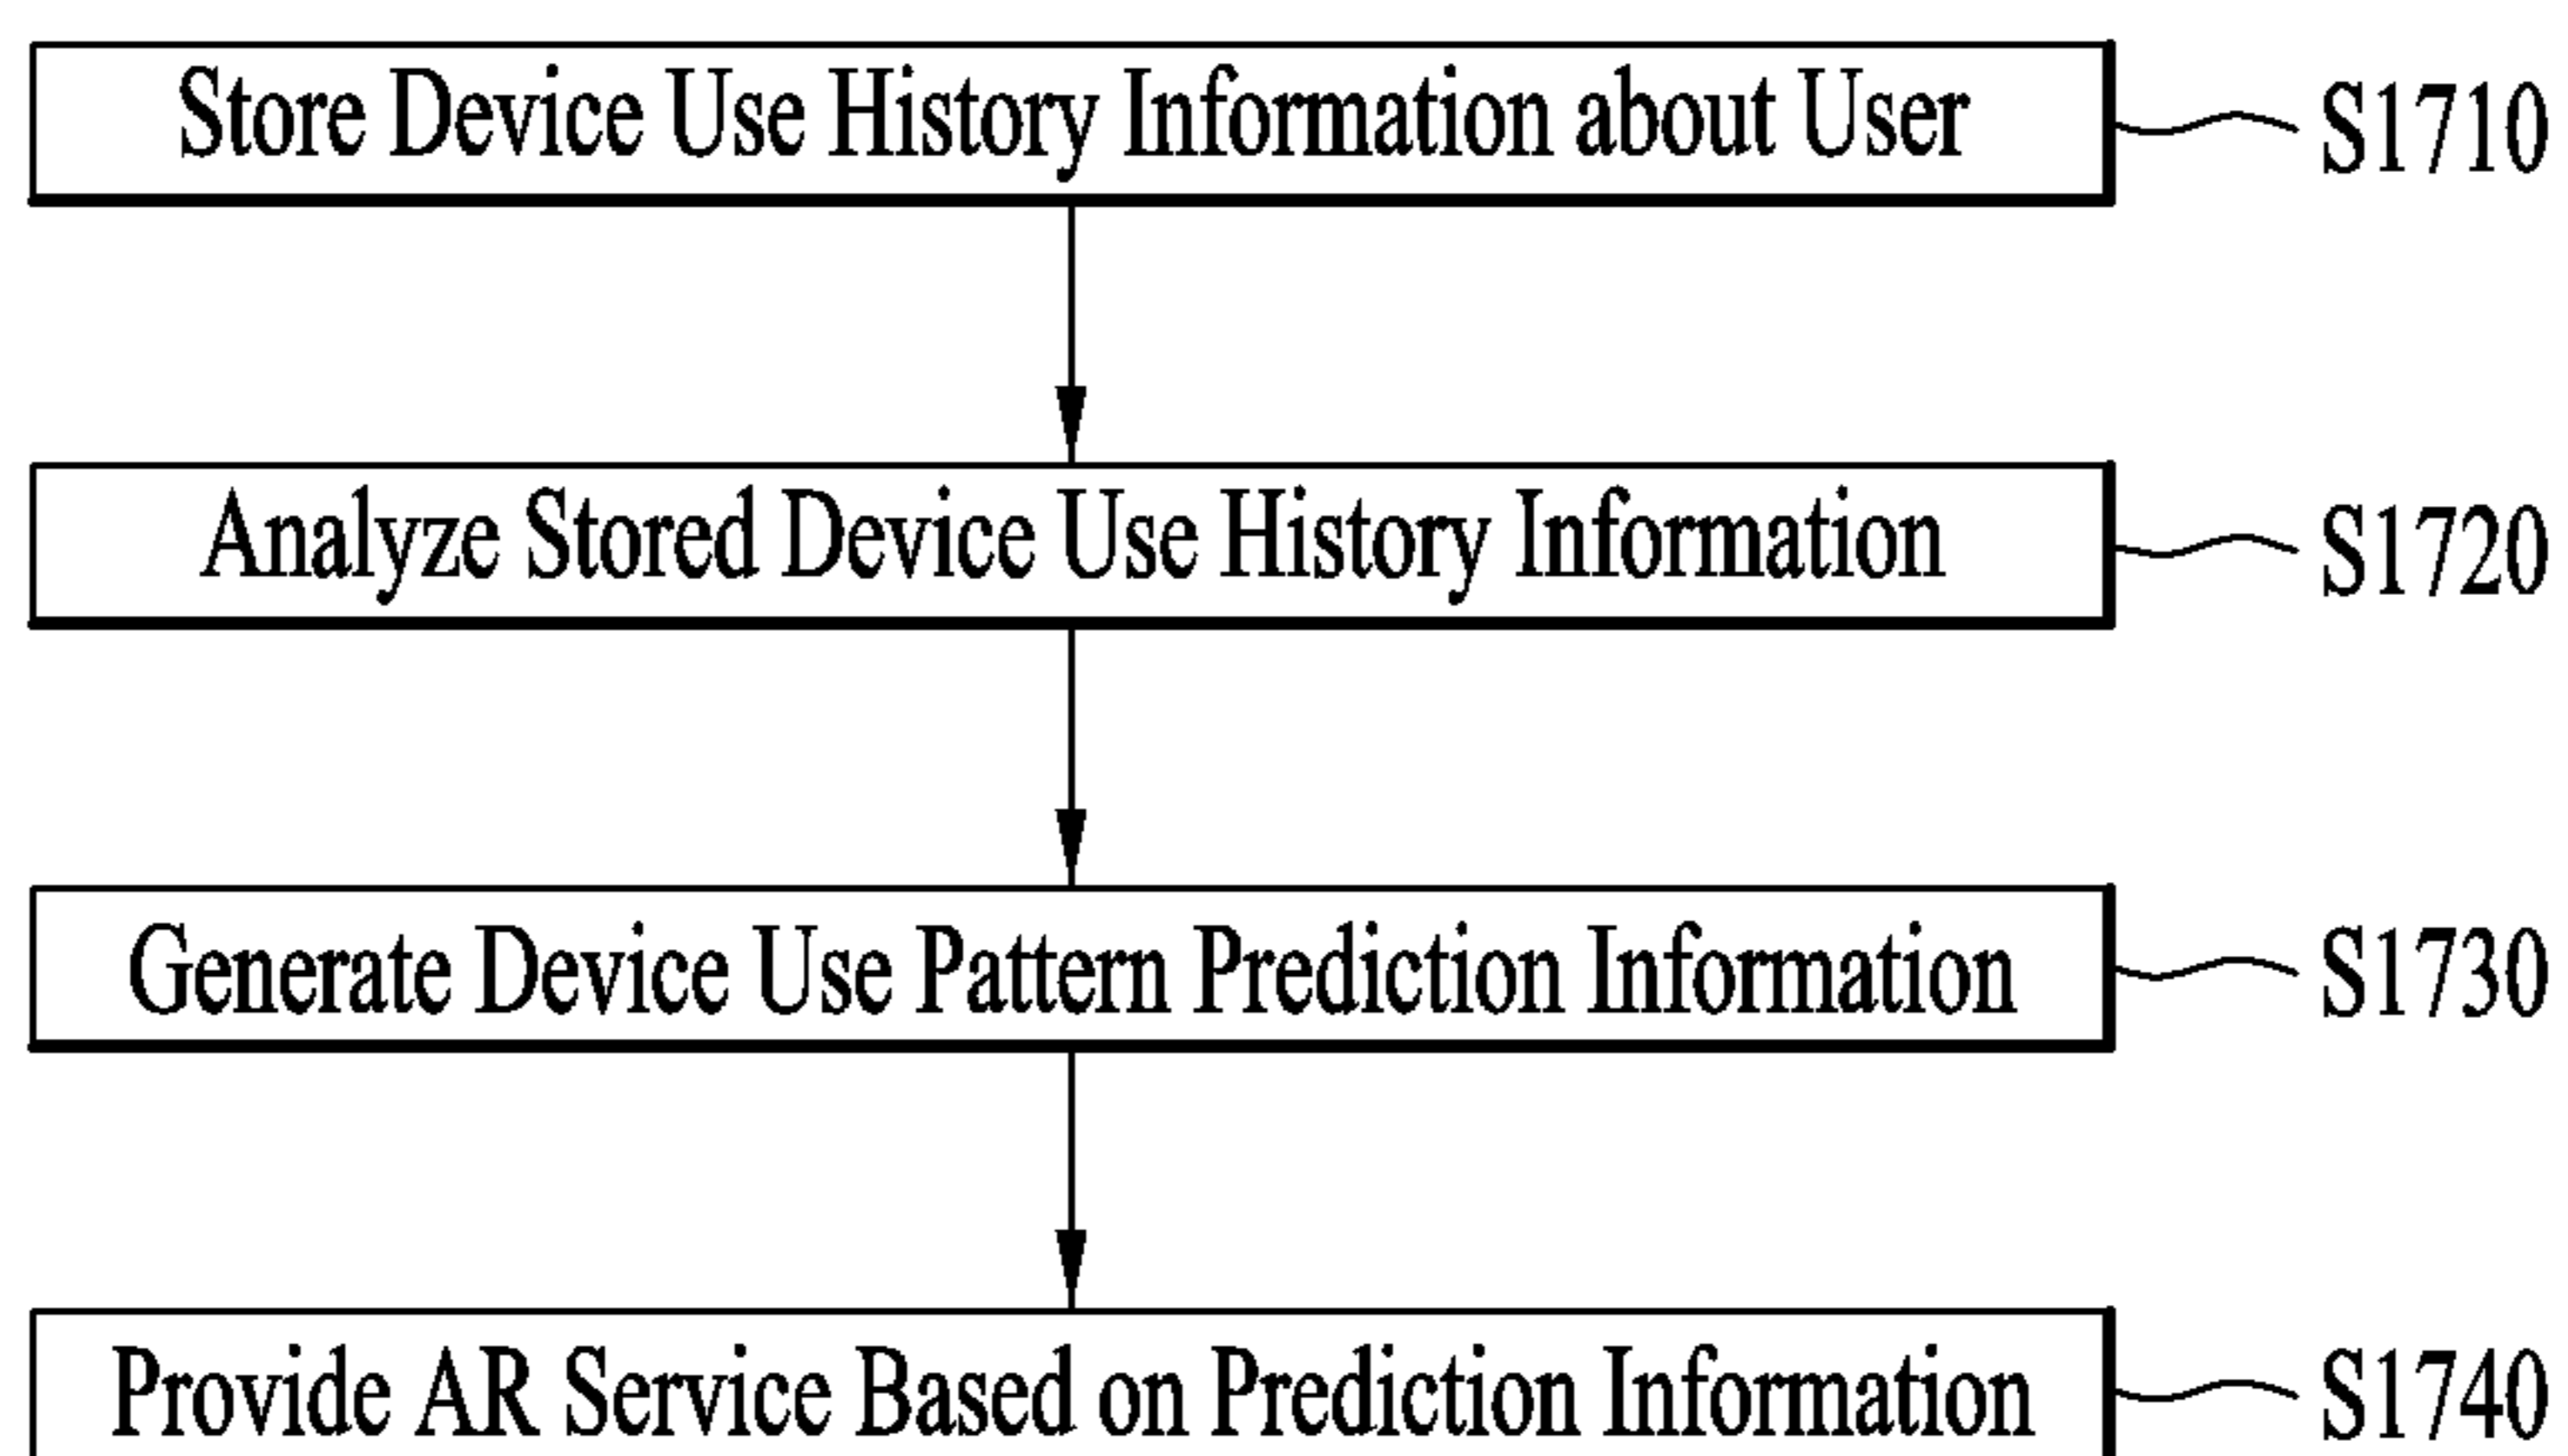 Store Device Use History Information about User
S1710
Analyze Stored Device Use History Information
S1720
Generate Device Use Pattern Prediction Information
S1730
Provide AR Service Based on Prediction Information
S1740